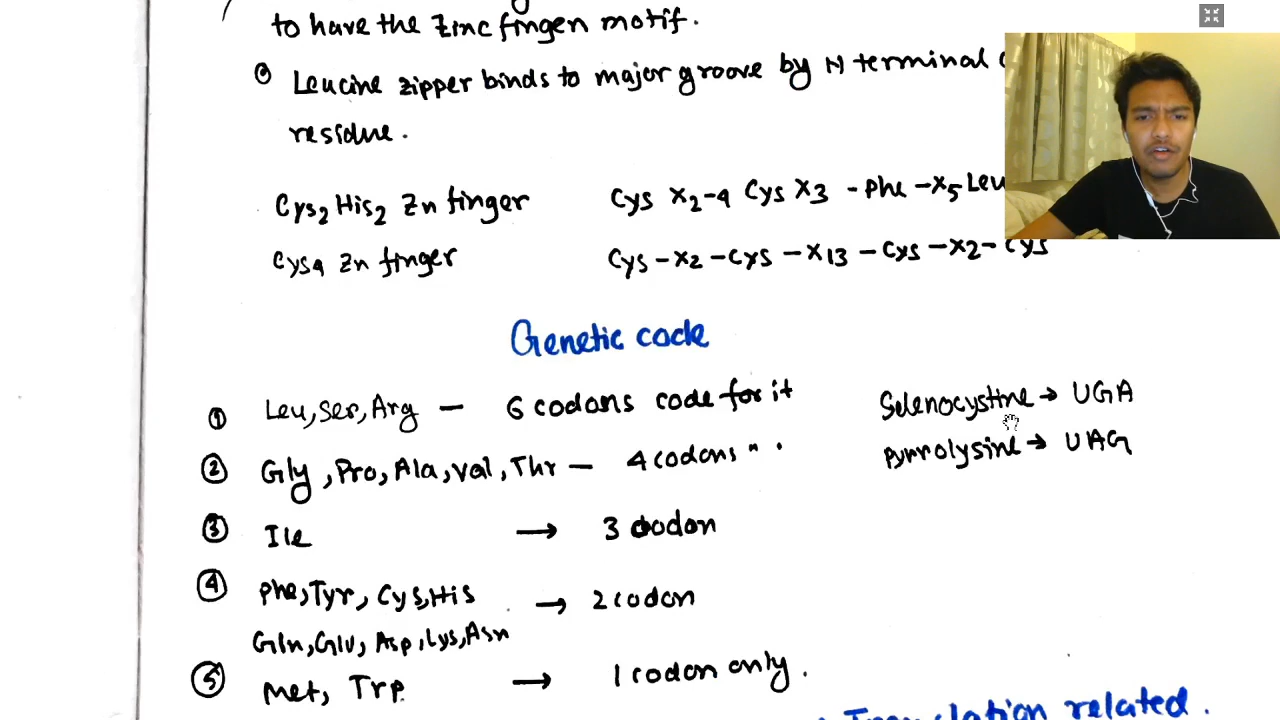 to have the Zinc fingen motif.
Leucine zipper binds to major groove by N terminal
residue.
Cys2 His2 Zn finger Cys X2-4 Cys X3 - Phe - X5 Leu
Cys4 Zn finger Cys - X2 - Cys - X13 - Cys - X2 - Cys
Genetic code
① Leu, Ser, Arg - 6 codons code for it Selenocystine → UGA
② Gly, Pro, Ala, Val, Thr - 4 codons " Pyrrolysine → UAG
③ Ile → 3 codon
④ Phe, Tyr, Cys, His → 2 codon
Gln, Glu, Asp, Lys, Asn
⑤ Met, Trp → 1 codon only.
Translation related.